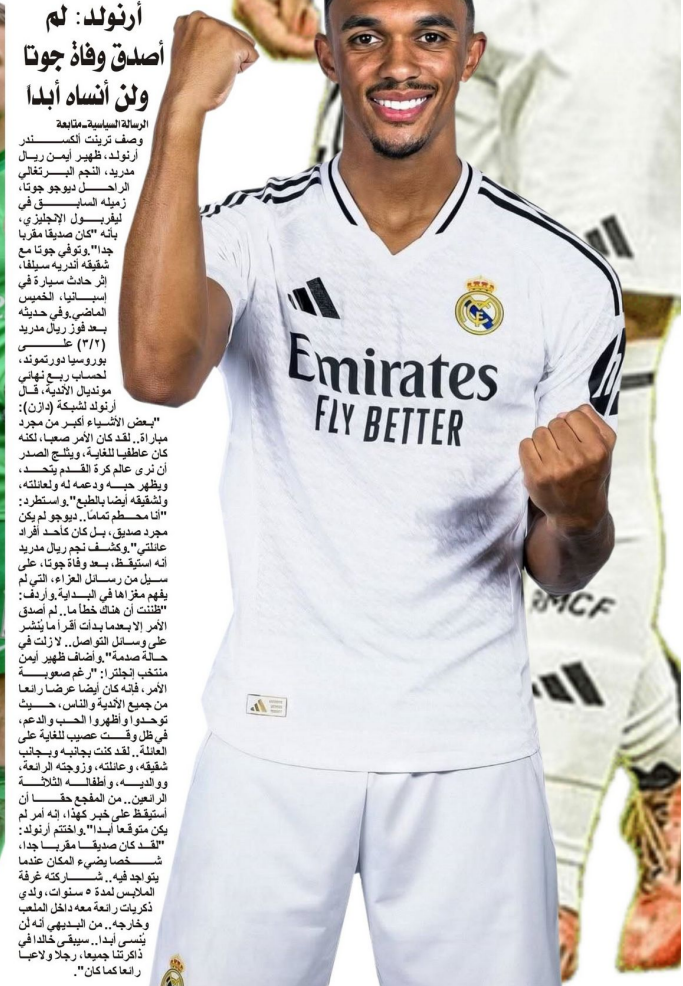 أرنولد: لم
أصدق وفاة جوتا
ولن أنساه أبدا
الرسالة السياسية_متابعة
وصف ترينت ألكسندر
أرنولد، ظهير أيمن ريال
مدريد، النجم البرتغالي
الراحل ديوجو جوتا،
زميله السابق في
ليفربول الإنجليزي،
بأنه "كان صديقا مقربا
جدا".وتوفي جوتا مع
شقيقه أندريه سيلفا،
إثر حادث سيارة في
إسبانيا، الخميس
الماضي.وفي حديثه
بعد فوز ريال مدريد
(٣/٢) على
بوروسيا دورتموند،
لحساب ربع نهائي
مونديال الأندية، قال
أرنولد لشبكة (دازن):
"بعض الأشياء أكبر من مجرد
مباراة.. لقد كان الأمر صعبا، لكنه
كان عاطفيا للغاية، ويثلج الصدر
أن نرى عالم كرة القدم يتحد،
ويظهر حبه ودعمه له ولعائلته،
ولشقيقه أيضا بالطبع".واستطرد:
"أنا محطم تمامًا.. ديوجو لم يكن
مجرد صديق، بل كان كأحد أفراد
عائلتي".وكشف نجم ريال مدريد
أنه استيقظ، بعد وفاة جوتا، على
سيل من رسائل العزاء، التي لم
يفهم مغزاها في البداية.وأردف:
"ظننت أن هناك خطأ ما.. لم أصدق
الأمر إلا بعدما بدأت أقرأ ما يُنشر
على وسائل التواصل.. لازلت في
حالة صدمة".وأضاف ظهير أيمن
منتخب إنجلترا: "رغم صعوبة
الأمر، فإنه كان أيضا عرضا رائعا
من جميع الأندية والناس، حيث
توحدوا وأظهروا الحب والدعم،
في ظل وقت عصيب للغاية على
العائلة.. لقد كنت بجانبه وبجانب
شقيقه، وعائلته، وزوجته الرائعة،
ووالديه، وأطفاله الثلاثة
الرائعين.. من المفجع حقا أن
أستيقظ على خبر كهذا، إنه أمر لم
يكن متوقعا أبدا".واختتم أرنولد:
"لقد كان صديقا مقربا جدا،
شخصا يضيء المكان عندما
يتواجد فيه.. شاركته غرفة
الملابس لمدة ٥ سنوات، ولدي
ذكريات رائعة معه داخل الملعب
وخارجه.. من البديهي أنه لن
يُنسى أبدا.. سيبقى خالدا في
ذاكرتنا جميعا، رجلا ولاعبا
رائعا كما كان".
Emirates
FLY BETTER
RMCF